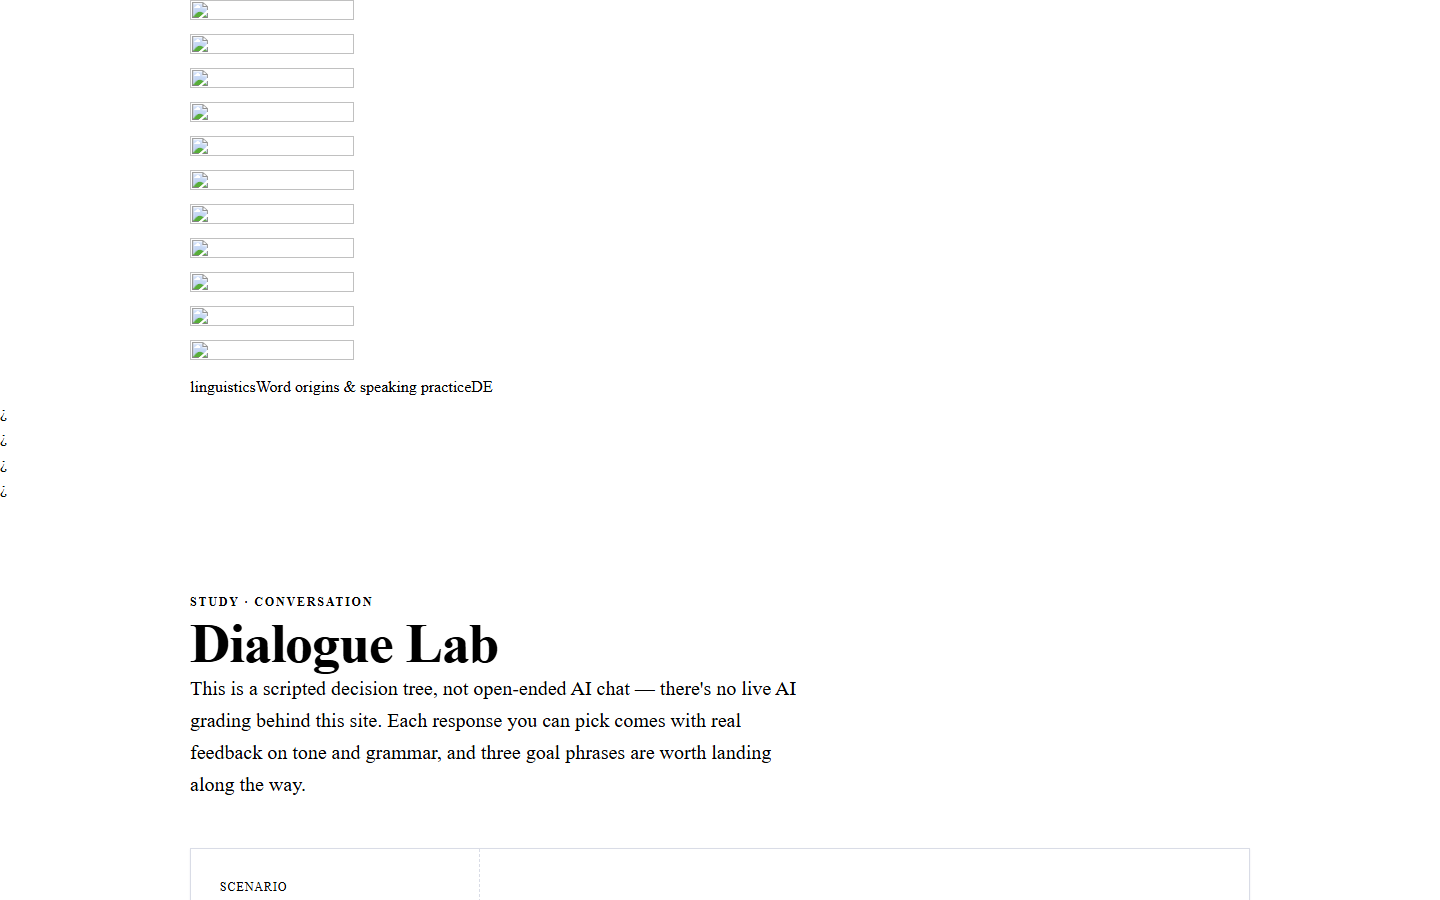 linguisticsWord origins & speaking practiceDE
¿
¿
¿
¿
STUDY · CONVERSATION
Dialogue Lab
This is a scripted decision tree, not open-ended AI chat — there's no live AI
grading behind this site. Each response you can pick comes with real
feedback on tone and grammar, and three goal phrases are worth landing
along the way.
SCENARIO